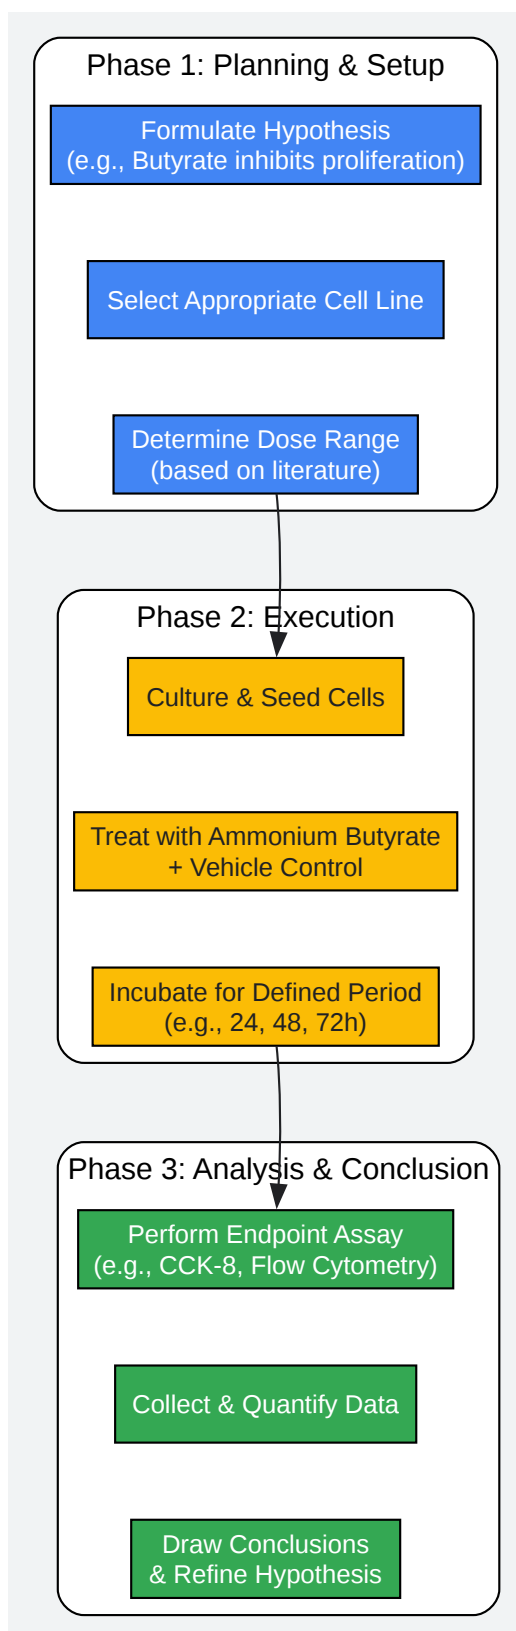 Phase 1: Planning & Setup
Formulate Hypothesis
(e.g., Butyrate inhibits proliferation)
Select Appropriate Cell Line
Determine Dose Range
(based on literature)
Phase 2: Execution
Culture & Seed Cells
Treat with Ammonium Butyrate
+ Vehicle Control
Incubate for Defined Period
(e.g., 24, 48, 72h)
Phase 3: Analysis & Conclusion
Perform Endpoint Assay
(e.g., CCK-8, Flow Cytometry)
Collect & Quantify Data
Draw Conclusions
& Refine Hypothesis